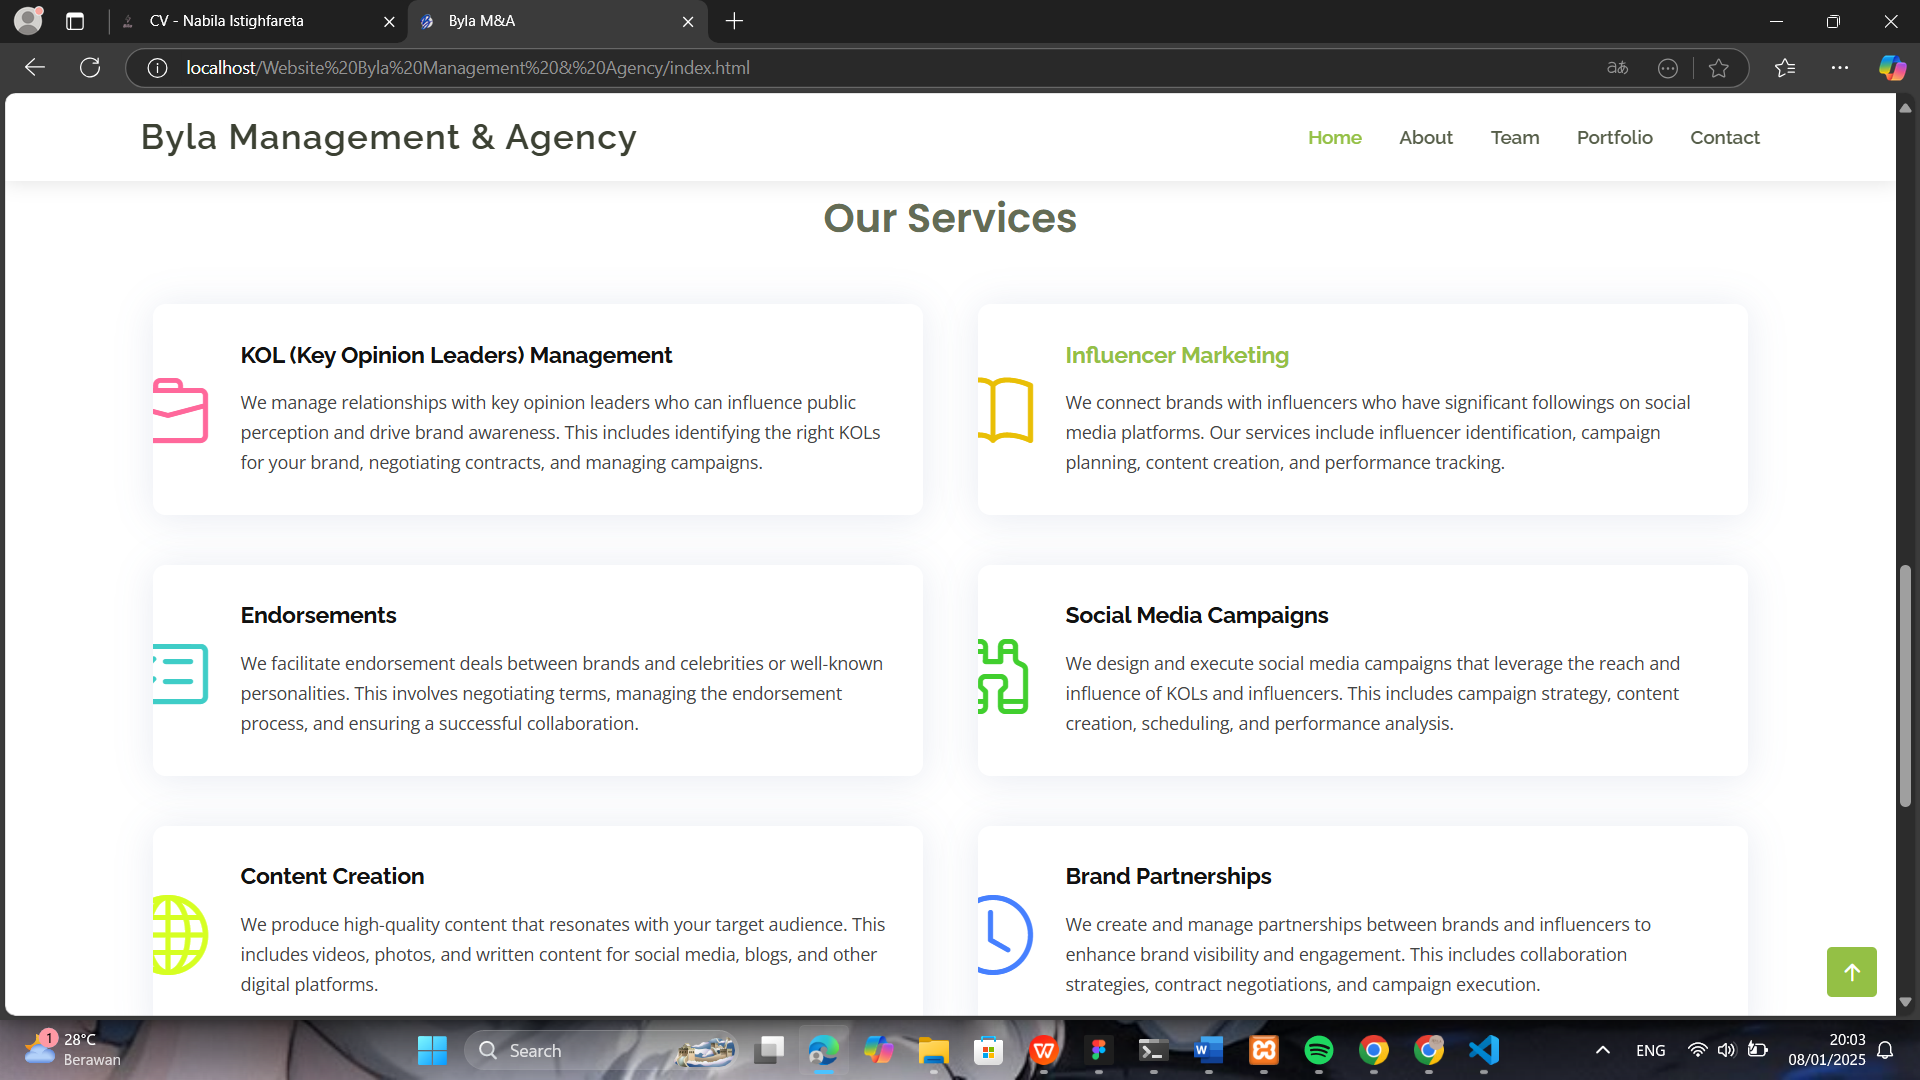 CV - Nabila Istighfareta
Byla M&A
localhost/Website%20Byla%20Management%20&%20Agency/index.html
Byla Management & Agency
Home
About
Team
Portfolio
Contact
Our Services
KOL (Key Opinion Leaders) Management
We manage relationships with key opinion leaders who can influence public
perception and drive brand awareness. This includes identifying the right KOLs
for your brand, negotiating contracts, and managing campaigns.
Influencer Marketing
We connect brands with influencers who have significant followings on social
media platforms. Our services include influencer identification, campaign
planning, content creation, and performance tracking.
Endorsements
We facilitate endorsement deals between brands and celebrities or well-known
personalities. This involves negotiating terms, managing the endorsement
process, and ensuring a successful collaboration.
Social Media Campaigns
We design and execute social media campaigns that leverage the reach and
influence of KOLs and influencers. This includes campaign strategy, content
creation, scheduling, and performance analysis.
Content Creation
We produce high-quality content that resonates with your target audience. This
includes videos, photos, and written content for social media, blogs, and other
digital platforms.
Brand Partnerships
We create and manage partnerships between brands and influencers to
enhance brand visibility and engagement. This includes collaboration
strategies, contract negotiations, and campaign execution.
1
28°C
Berawan
Search
ENG
20:03
08/01/2025